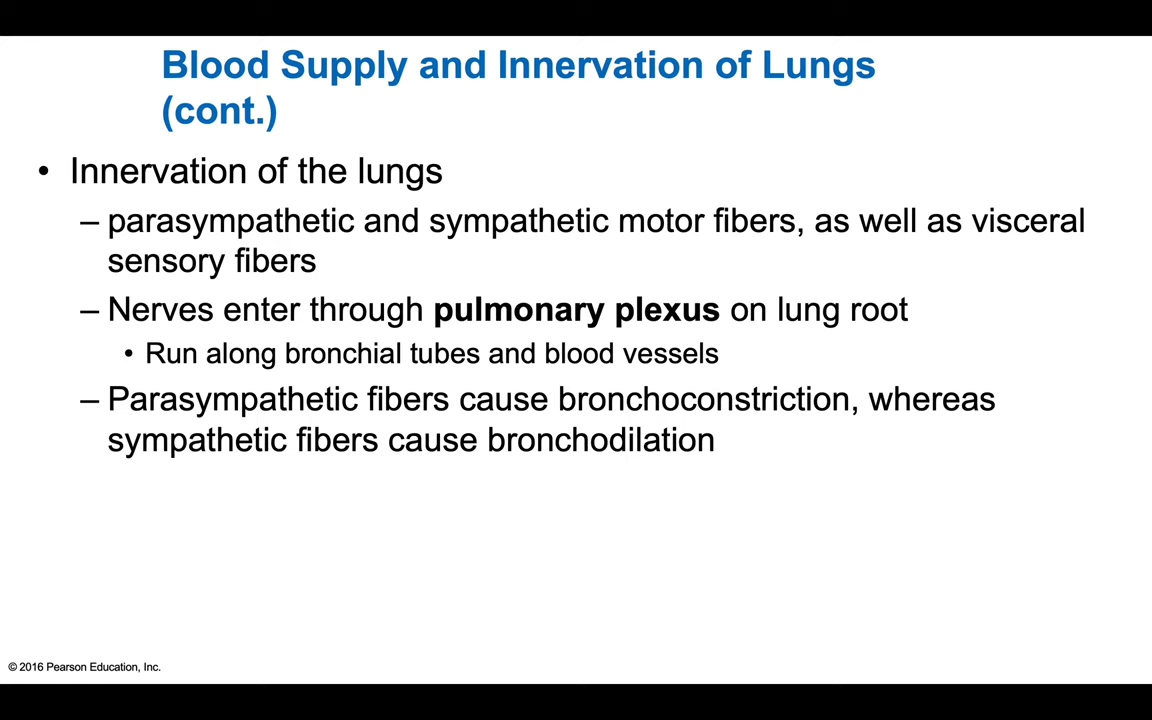 Blood Supply and Innervation of Lungs
(cont.)
• Innervation of the lungs
– parasympathetic and sympathetic motor fibers, as well as visceral
sensory fibers
– Nerves enter through pulmonary plexus on lung root
• Run along bronchial tubes and blood vessels
– Parasympathetic fibers cause bronchoconstriction, whereas
sympathetic fibers cause bronchodilation
© 2016 Pearson Education, Inc.